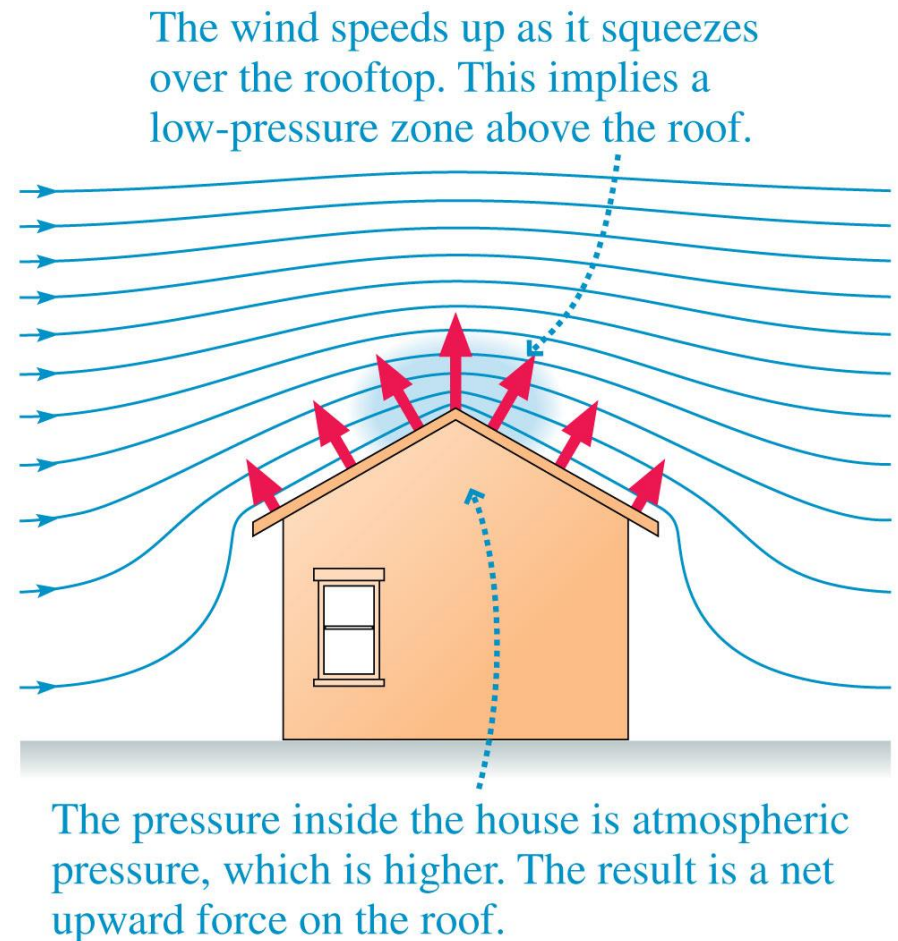 The wind speeds up as it squeezes
over the rooftop. This implies a
low-pressure zone above the roof.
The pressure inside the house is atmospheric
pressure, which is higher. The result is a net
upward force on the roof.